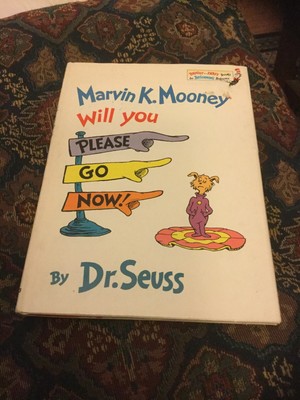 Marvin K. Mooney
Will you
PLEASE
GO
NOW!
By Dr. Seuss